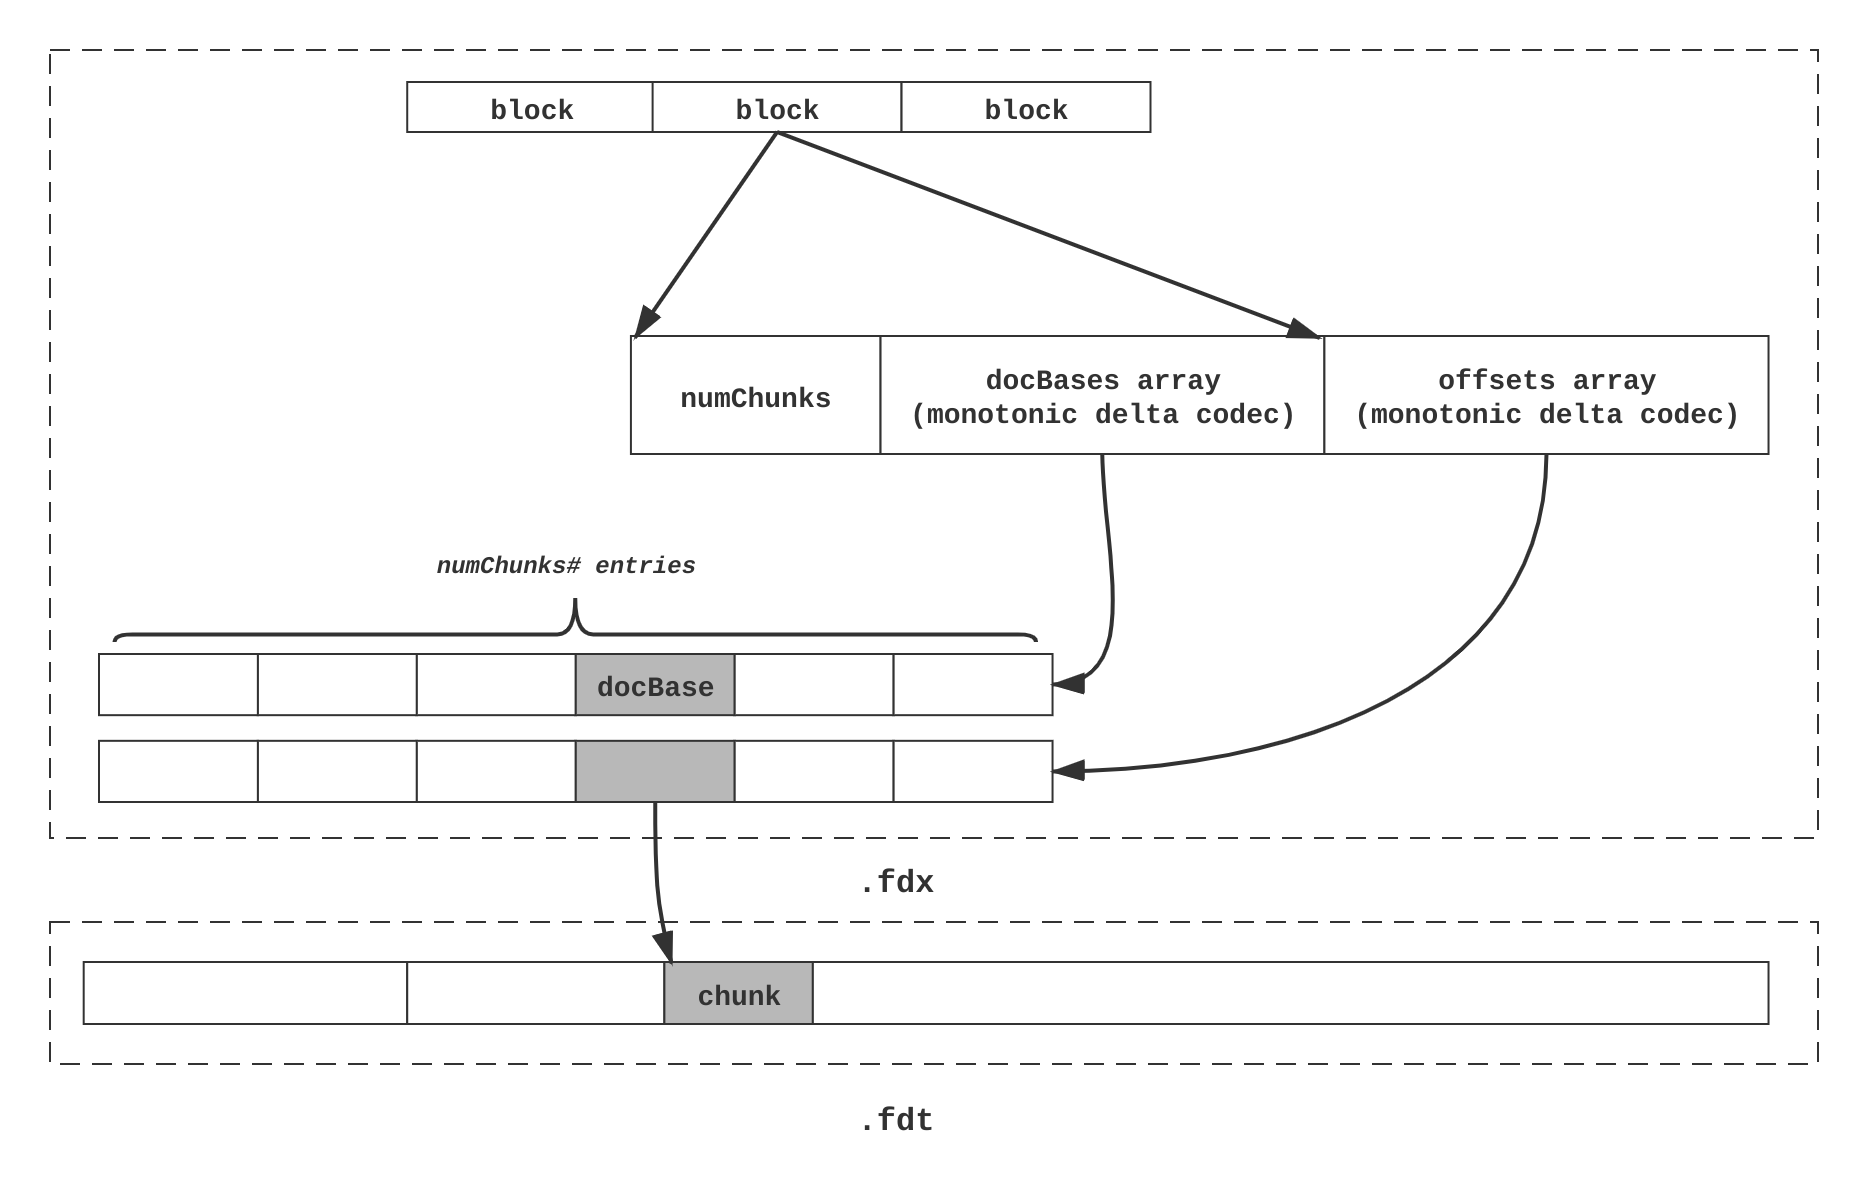 block
block
block
numChunks
docBases array
(monotonic delta codec)
offsets array
(monotonic delta codec)
numChunks# entries
docBase
.fdx
chunk
.fdt